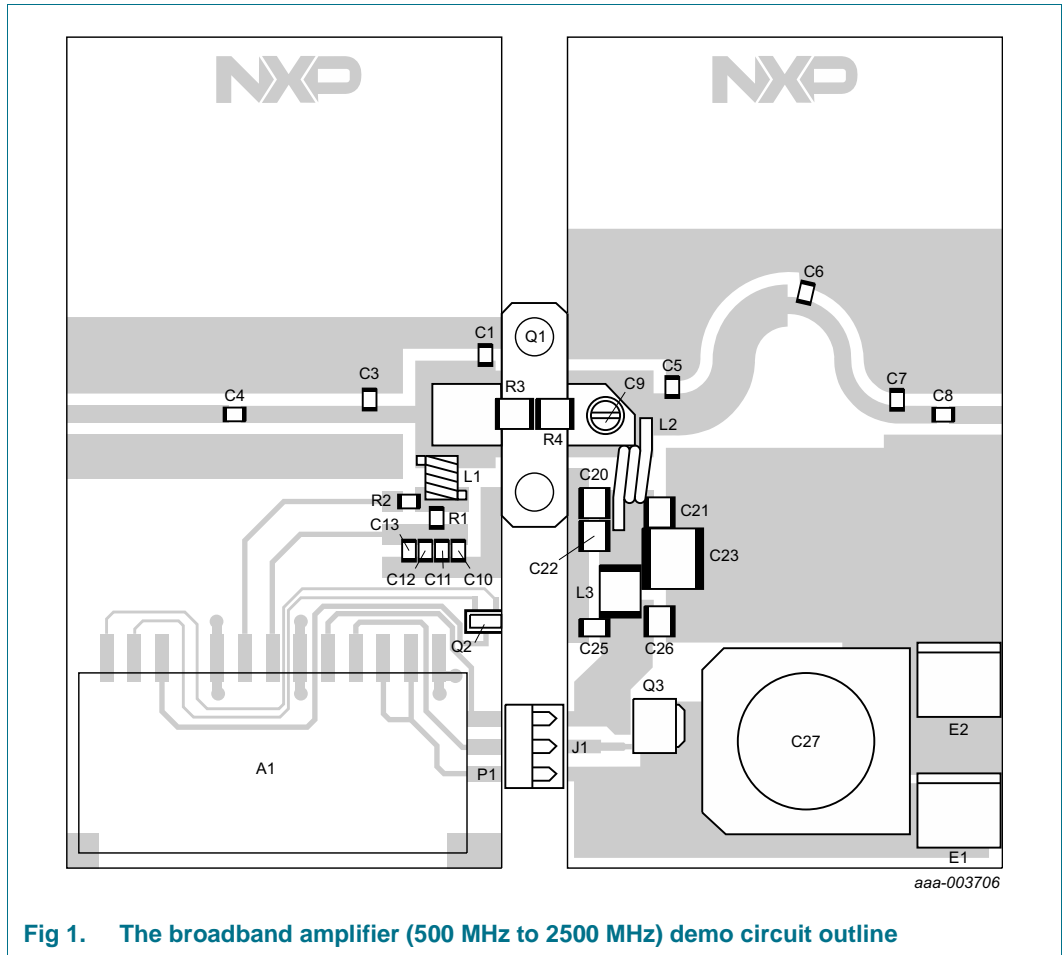 NXP
NXP
C6
C1
Q1
C3
C5
C9
C7
C4
R3
C8
R4
L2
L1
C20
R2
C21
C13
R1
C23
C12
C11
C10
C22
L3
Q2
C25
C26
Q3
E2
C27
J1
A1
P1
E1
aaa-003706
Fig 1. The broadband amplifier (500 MHz to 2500 MHz) demo circuit outline